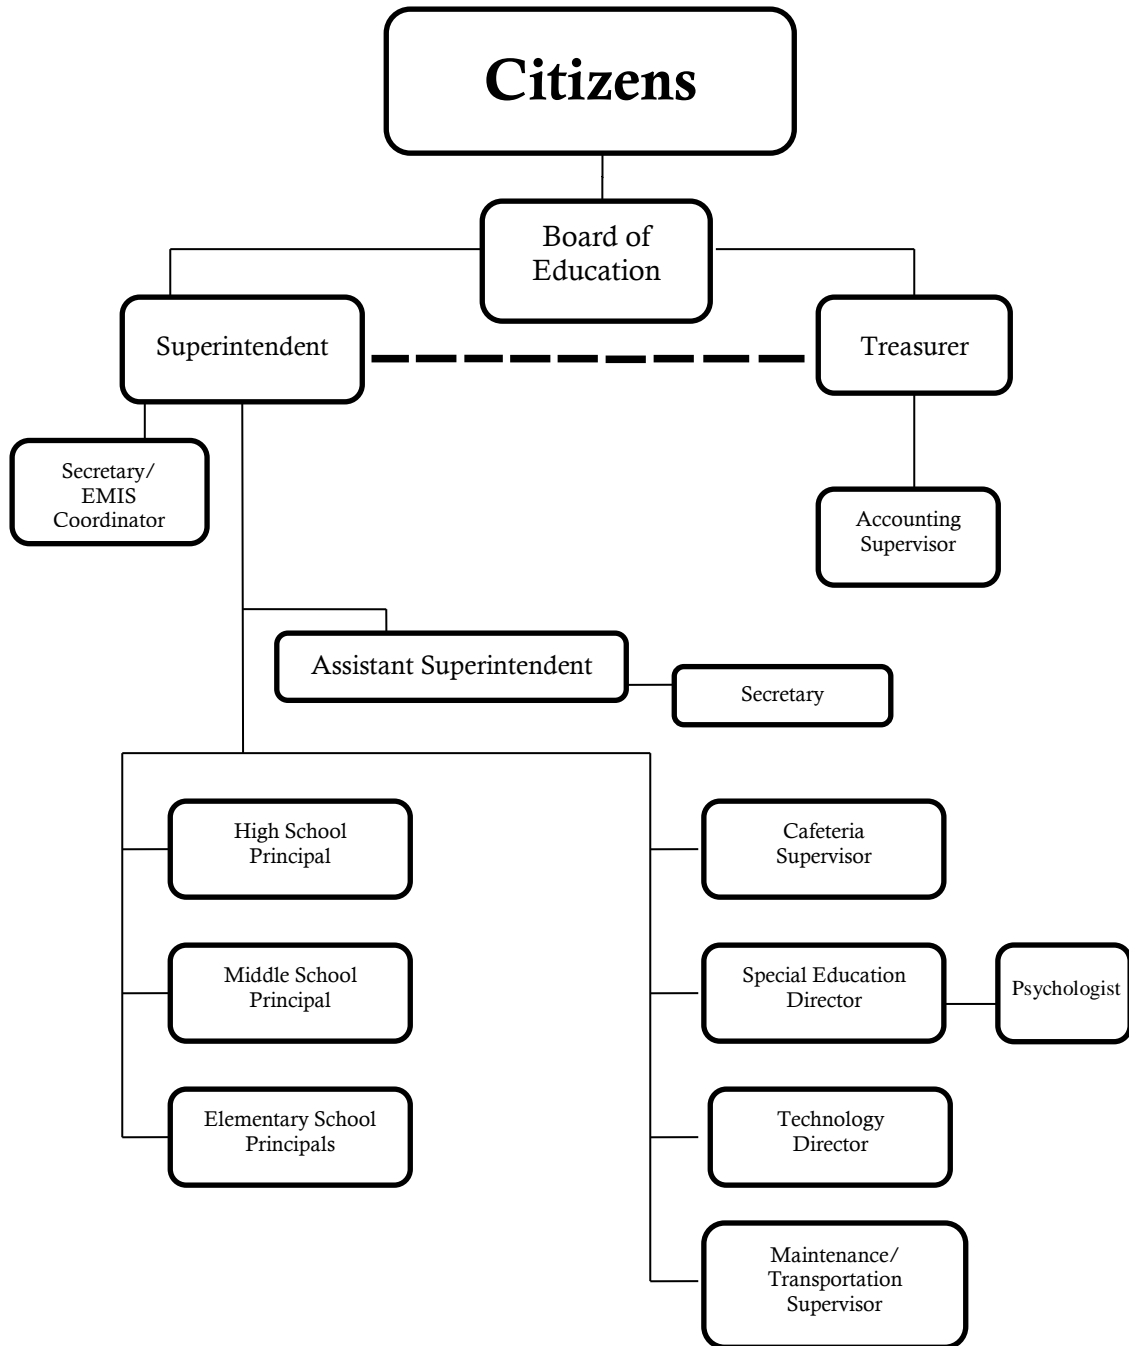 Citizens
Board of
Education
Superintendent
Treasurer
Secretary/
EMIS
Coordinator
Accounting
Supervisor
Assistant Superintendent
Secretary
High School
Principal
Cafeteria
Supervisor
Middle School
Principal
Special Education
Director
Psychologist
Elementary School
Principals
Technology
Director
Maintenance/
Transportation
Supervisor